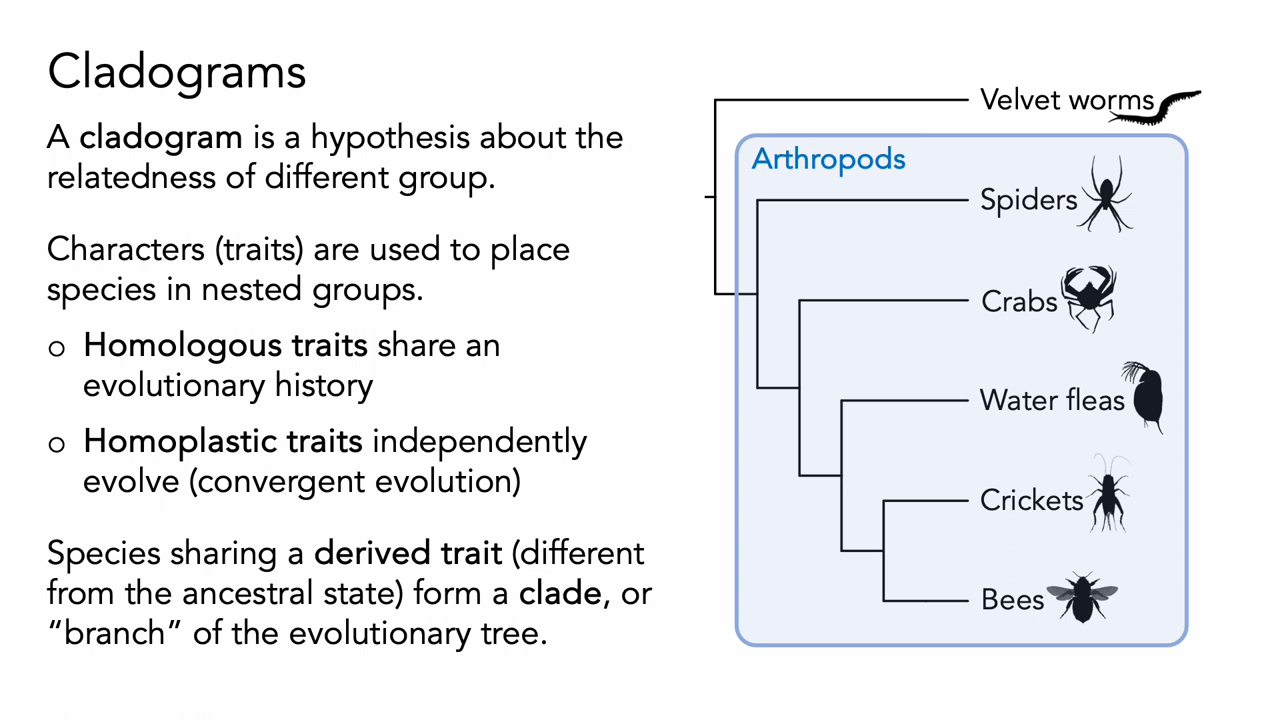 Cladograms
A cladogram is a hypothesis about the
relatedness of different group.
Characters (traits) are used to place
species in nested groups.
o Homologous traits share an
evolutionary history
o Homoplastic traits independently
evolve (convergent evolution)
Species sharing a derived trait (different
from the ancestral state) form a clade, or
“branch” of the evolutionary tree.
Velvet worms
Arthropods
Spiders
Crabs
Water fleas
Crickets
Bees